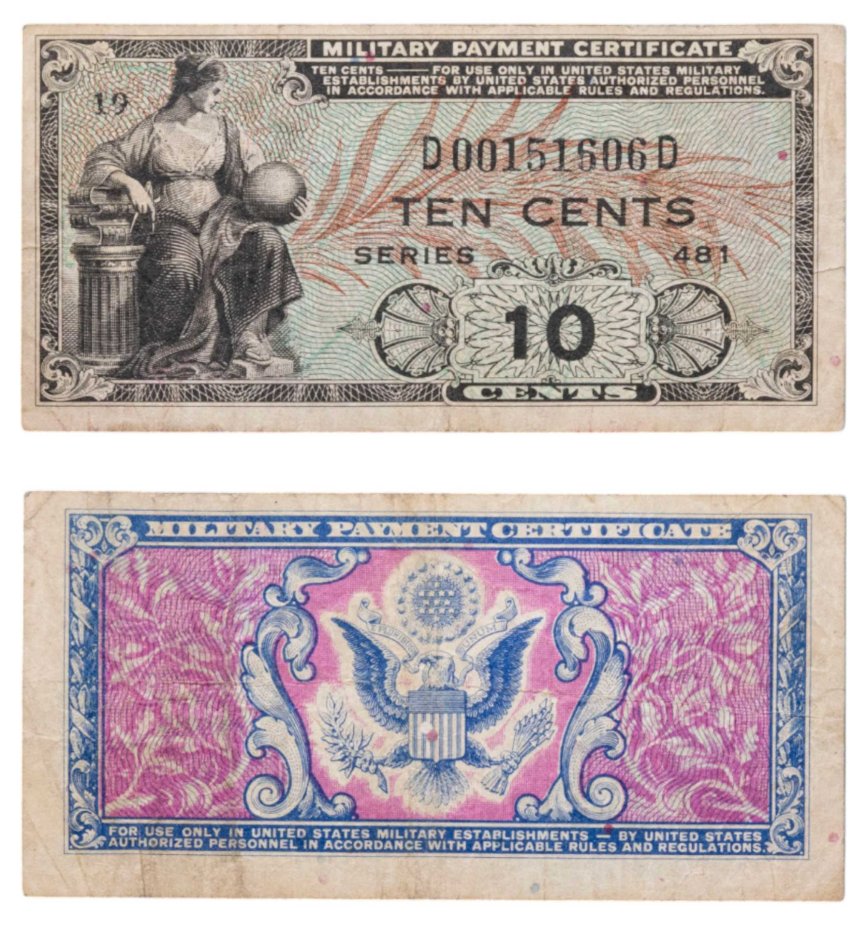 MILITARY PAYMENT CERTIFICATE
TEN CENTS — FOR USE ONLY IN UNITED STATES MILITARY
ESTABLISHMENTS BY UNITED STATES AUTHORIZED PERSONNEL
IN ACCORDANCE WITH APPLICABLE RULES AND REGULATIONS.
19
D00151606D
TEN CENTS
SERIES 481
10
CENTS
MILITARY PAYMENT CERTIFICATE
FOR USE ONLY IN UNITED STATES MILITARY ESTABLISHMENTS — BY UNITED STATES
AUTHORIZED PERSONNEL IN ACCORDANCE WITH APPLICABLE RULES AND REGULATIONS.